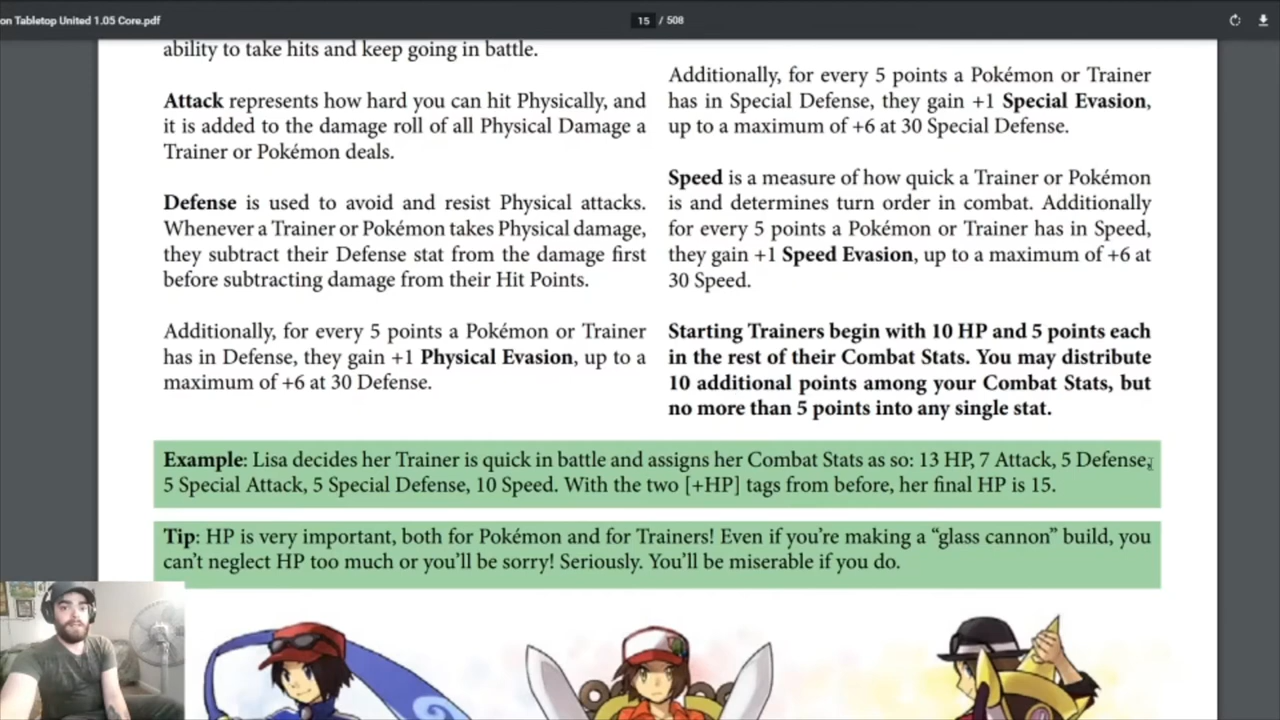 on Tabletop United 1.05 Core.pdf
15 / 508
ability to take hits and keep going in battle.
Attack represents how hard you can hit Physically, and
it is added to the damage roll of all Physical Damage a
Trainer or Pokémon deals.
Defense is used to avoid and resist Physical attacks.
Whenever a Trainer or Pokémon takes Physical damage,
they subtract their Defense stat from the damage first
before subtracting damage from their Hit Points.
Additionally, for every 5 points a Pokémon or Trainer
has in Defense, they gain +1 Physical Evasion, up to a
maximum of +6 at 30 Defense.
Additionally, for every 5 points a Pokémon or Trainer
has in Special Defense, they gain +1 Special Evasion,
up to a maximum of +6 at 30 Special Defense.
Speed is a measure of how quick a Trainer or Pokémon
is and determines turn order in combat. Additionally
for every 5 points a Pokémon or Trainer has in Speed,
they gain +1 Speed Evasion, up to a maximum of +6 at
30 Speed.
Starting Trainers begin with 10 HP and 5 points each
in the rest of their Combat Stats. You may distribute
10 additional points among your Combat Stats, but
no more than 5 points into any single stat.
Example: Lisa decides her Trainer is quick in battle and assigns her Combat Stats as so: 13 HP, 7 Attack, 5 Defense,
5 Special Attack, 5 Special Defense, 10 Speed. With the two [+HP] tags from before, her final HP is 15.
Tip: HP is very important, both for Pokémon and for Trainers! Even if you’re making a “glass cannon” build, you
can’t neglect HP too much or you’ll be sorry! Seriously. You’ll be miserable if you do.